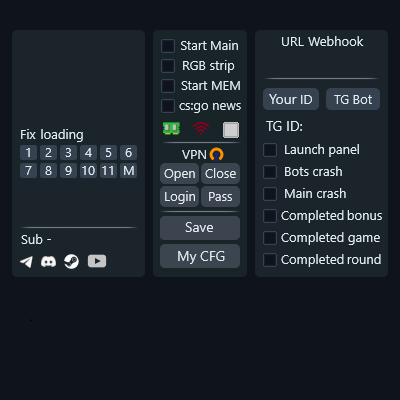 Fix loading
1 2 3 4 5 6
7 8 9 10 11 M
Sub -
Start Main
RGB strip
Start MEM
cs:go news
VPN
Open Close
Login Pass
Save
My CFG
URL Webhook
Your ID TG Bot
TG ID:
Launch panel
Bots crash
Main crash
Completed bonus
Completed game
Completed round